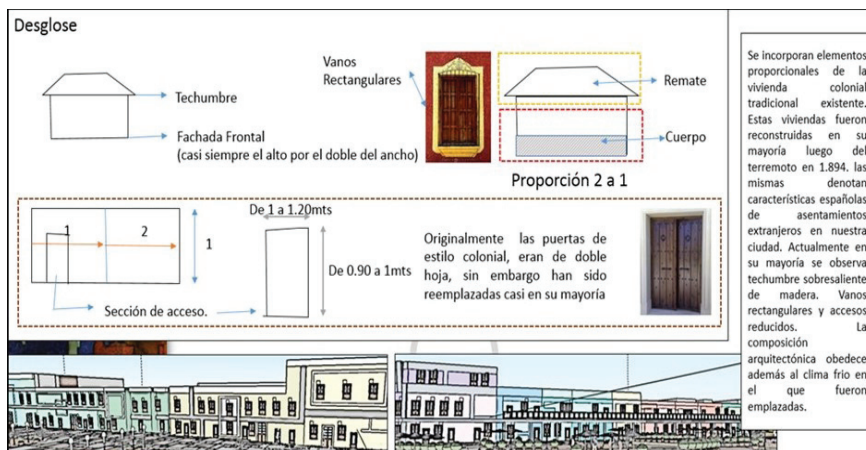 Desglose
Techumbre
Fachada Frontal
(casi siempre el alto por el doble del ancho)
Vanos
Rectangulares
Remate
Cuerpo
Proporción 2 a 1
1
2
1
Sección de acceso.
De 1 a 1.20mts
De 0.90 a 1mts
Originalmente las puertas de
estilo colonial, eran de doble
hoja, sin embargo han sido
reemplazadas casi en su mayoría
Se incorporan elementos
proporcionales de la
vivienda colonial
tradicional existente.
Estas viviendas fueron
reconstruidas en su
mayoría luego del
terremoto en 1.894. las
mismas denotan
características españolas
de asentamientos
extranjeros en nuestra
ciudad. Actualmente en
su mayoría se observa
techumbre sobresaliente
de madera. Vanos
rectangulares y accesos
reducidos. La
composición
arquitectónica obedece
además al clima frio en
el que fueron
emplazadas.